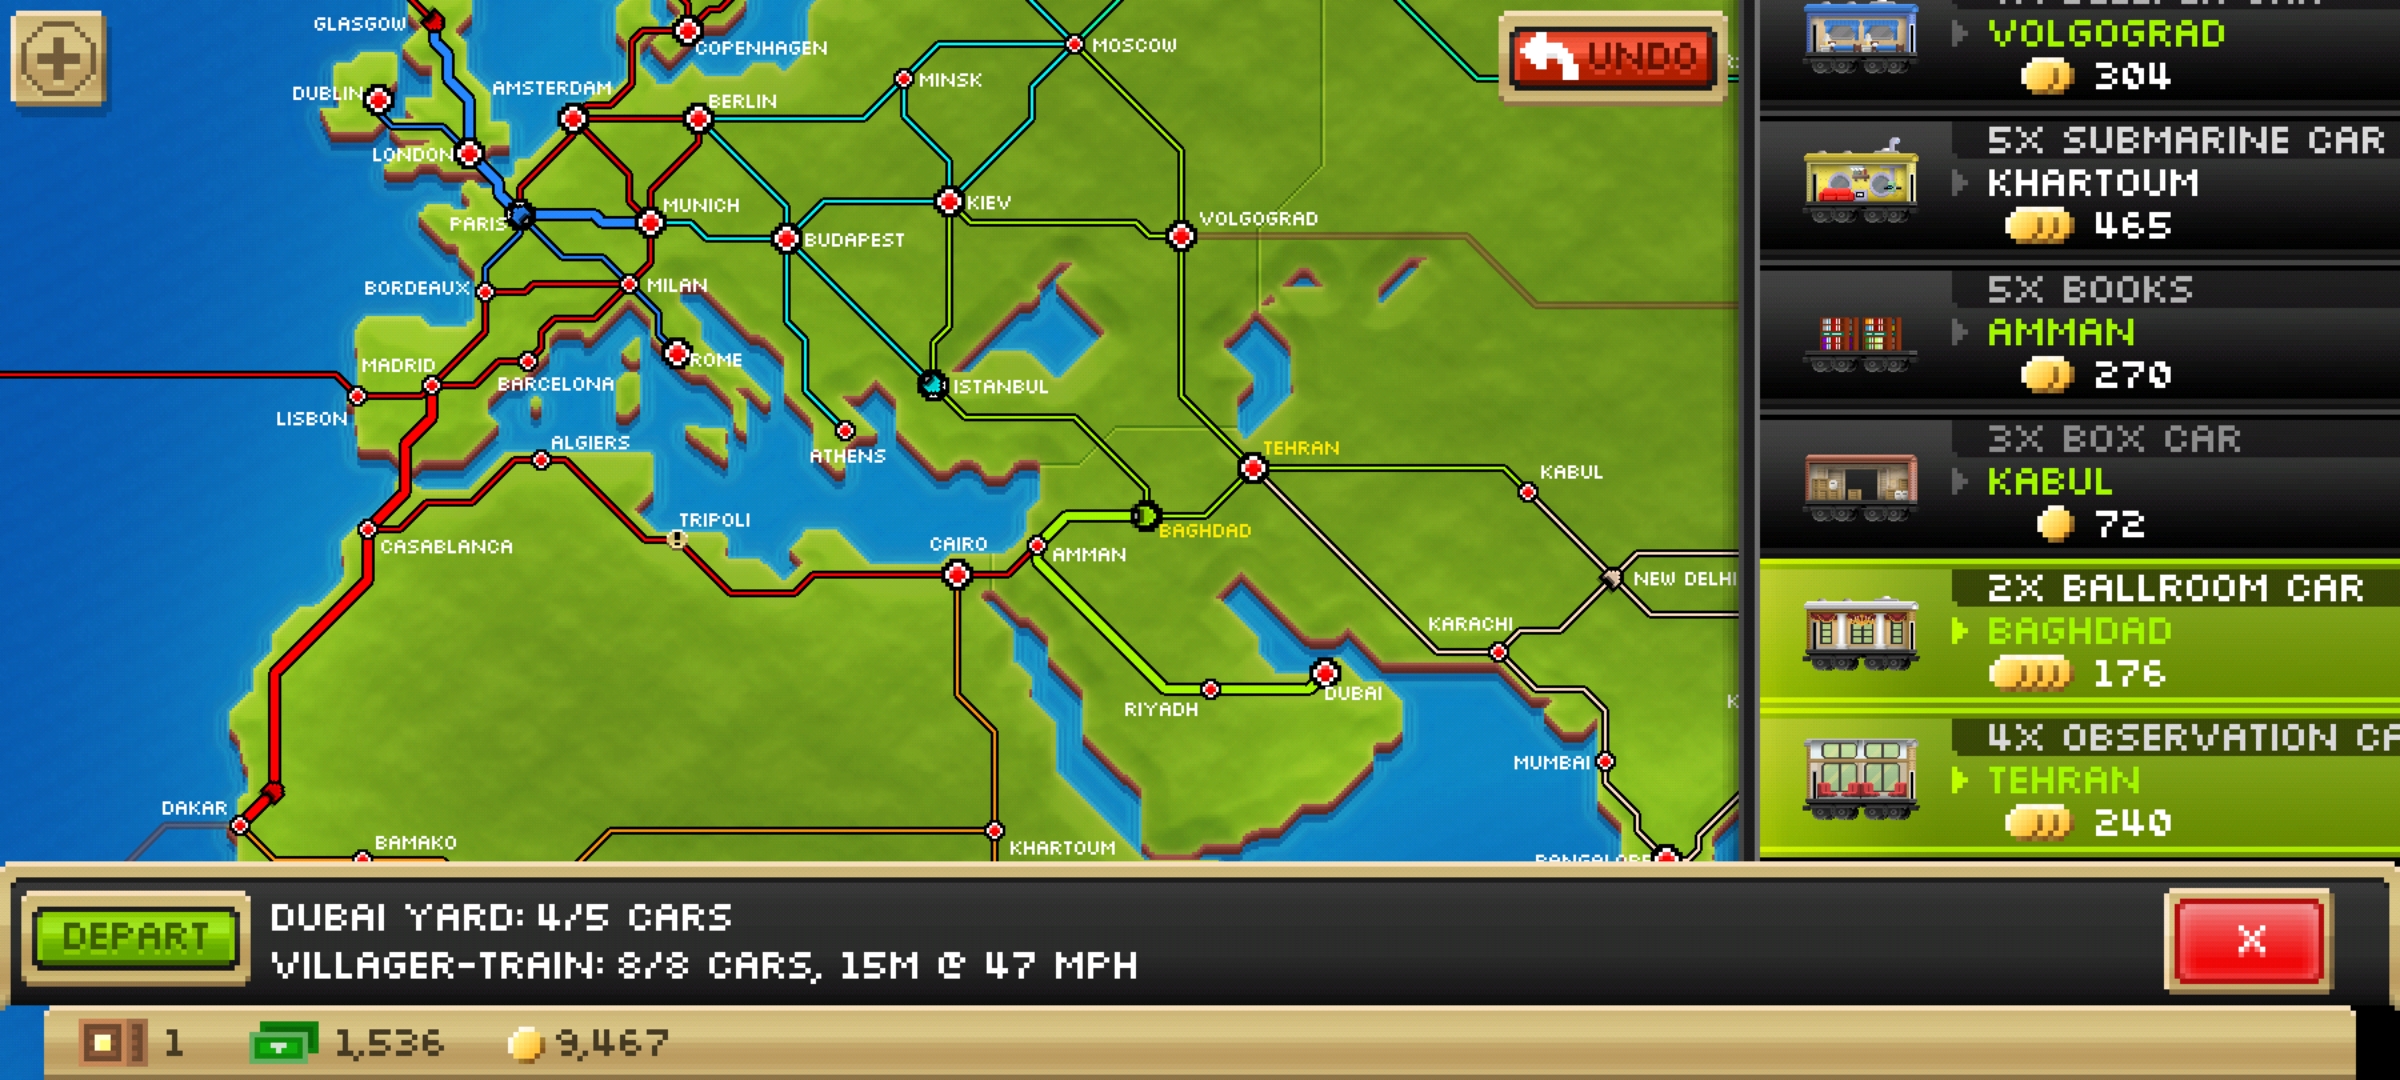 GLASGOW
COPENHAGEN
MOSCOW
UNDO
DUBLIN
AMSTERDAM
BERLIN
MINSK
LONDON
PARIS
MUNICH
KIEV
VOLGOGRAD
BUDAPEST
BORDEAUX
MILAN
MADRID
ROME
BARCELONA
ISTANBUL
LISBON
ALGIERS
ATHENS
TEHRAN
KABUL
TRIPOLI
CASABLANCA
CAIRO
AMMAN
BAGHDAD
NEW DELHI
KARACHI
RIYADH
DUBAI
MUMBAI
DAKAR
BAMAKO
KHARTOUM
BANGALORE
VOLGOGRAD
304
5X SUBMARINE CAR
KHARTOUM
465
5X BOOKS
AMMAN
270
3X BOX CAR
KABUL
72
2X BALLROOM CAR
BAGHDAD
176
4X OBSERVATION CA
TEHRAN
240
DEPART
DUBAI YARD: 4/5 CARS
VILLAGER-TRAIN: 8/8 CARS, 15M @ 47 MPH
X
1
1,536
9,467